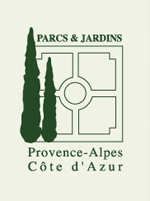 PARCS & JARDINS
Provence-Alpes
Côte d'Azur